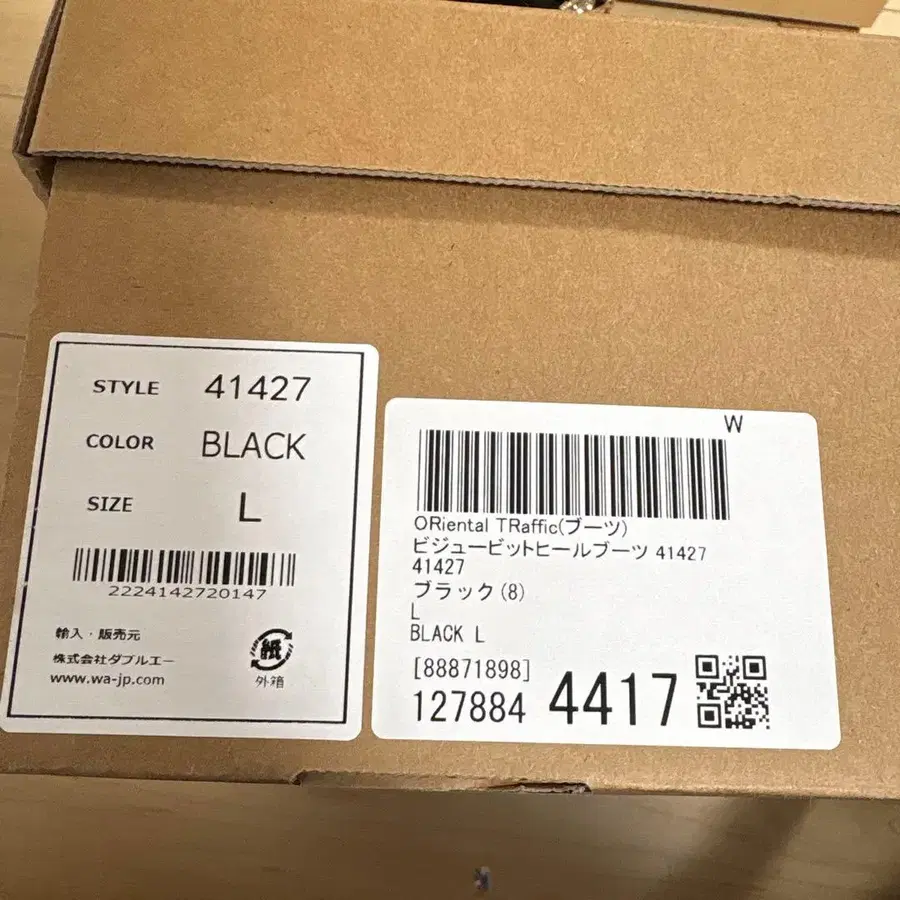 STYLE 41427
COLOR BLACK
SIZE L
2224142720147
輸入・販売元
株式会社ダブルエー
www.wa-jp.com
紙
外箱
W
ORiental TRaffic(ブーツ)
ビジュービットヒールブーツ 41427
41427
ブラック(8)
L
BLACK L
[88871898]
127884 4417